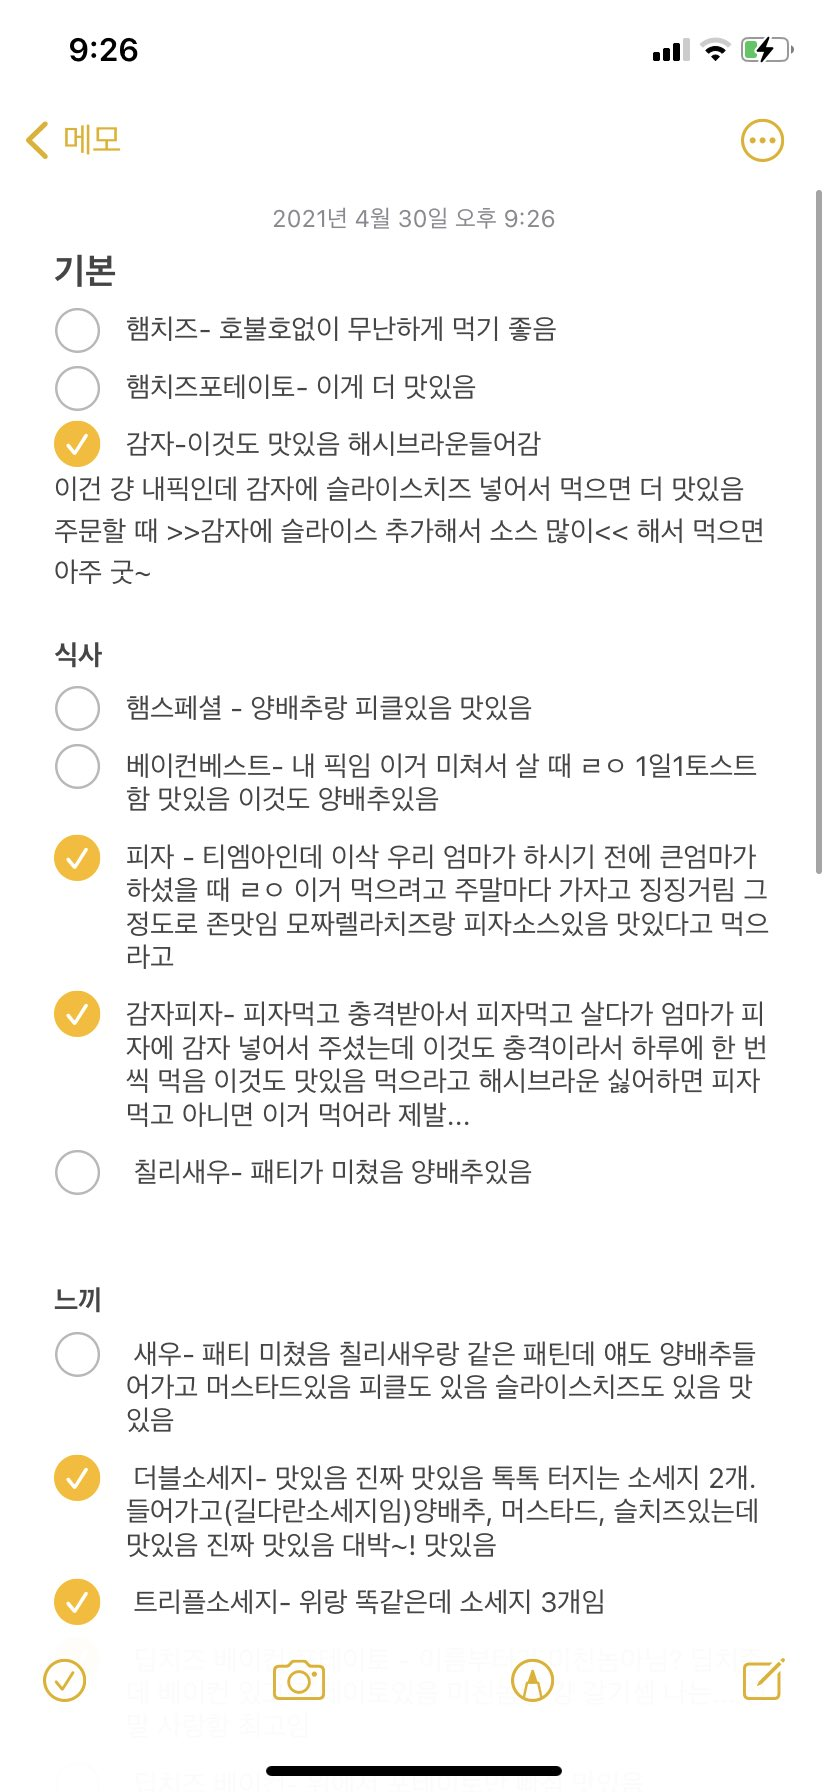 9:26
메모
2021년 4월 30일 오후 9:26
기본
햄치즈- 호불호없이 무난하게 먹기 좋음
햄치즈포테이토- 이게 더 맛있음
감자-이것도 맛있음 해시브라운들어감
이건 걍 내픽인데 감자에 슬라이스치즈 넣어서 먹으면 더 맛있음
주문할 때 >>감자에 슬라이스 추가해서 소스 많이<< 해서 먹으면
아주 굿~
식사
햄스페셜 - 양배추랑 피클있음 맛있음
베이컨베스트- 내 픽임 이거 미쳐서 살 때 ㄹㅇ 1일1토스트
함 맛있음 이것도 양배추있음
피자 - 티엠아인데 이삭 우리 엄마가 하시기 전에 큰엄마가
하셨을 때 ㄹㅇ 이거 먹으려고 주말마다 가자고 징징거림 그
정도로 존맛임 모짜렐라치즈랑 피자소스있음 맛있다고 먹으
라고
감자피자- 피자먹고 충격받아서 피자먹고 살다가 엄마가 피
자에 감자 넣어서 주셨는데 이것도 충격이라서 하루에 한 번
씩 먹음 이것도 맛있음 먹으라고 해시브라운 싫어하면 피자
먹고 아니면 이거 먹어라 제발...
칠리새우- 패티가 미쳤음 양배추있음
느끼
새우- 패티 미쳤음 칠리새우랑 같은 패틴데 얘도 양배추들
어가고 머스타드있음 피클도 있음 슬라이스치즈도 있음 맛
있음
더블소세지- 맛있음 진짜 맛있음 톡톡 터지는 소세지 2개.
들어가고(길다란소세지임)양배추, 머스타드, 슬치즈있는데
맛있음 진짜 맛있음 대박~! 맛있음
트리플소세지- 위랑 똑같은데 소세지 3개임